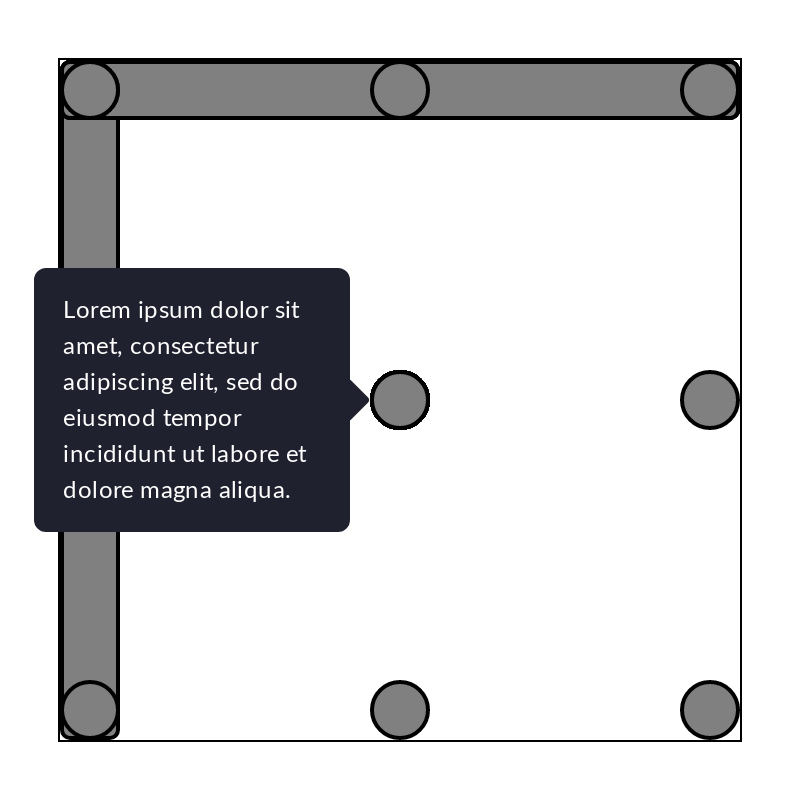 Lorem ipsum dolor sit
amet, consectetur
adipiscing elit, sed do
eiusmod tempor
incididunt ut labore et
dolore magna aliqua.